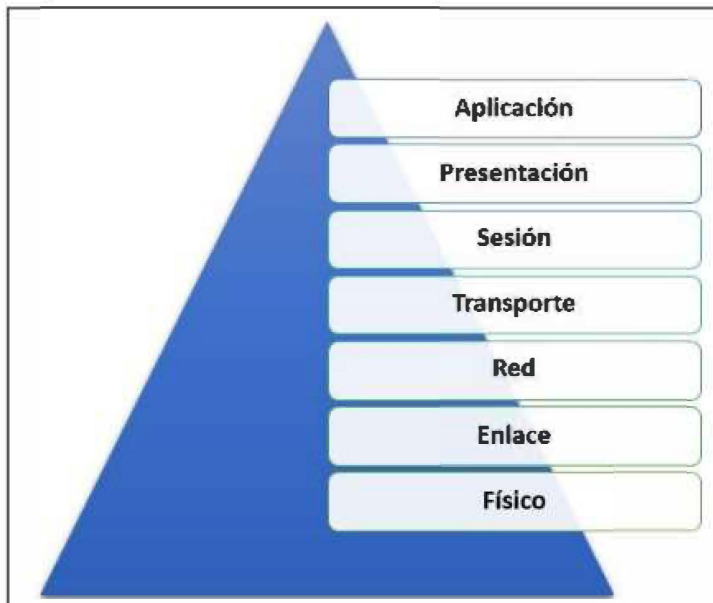 Aplicación
Presentación
Sesión
Transporte
Red
Enlace
Físico